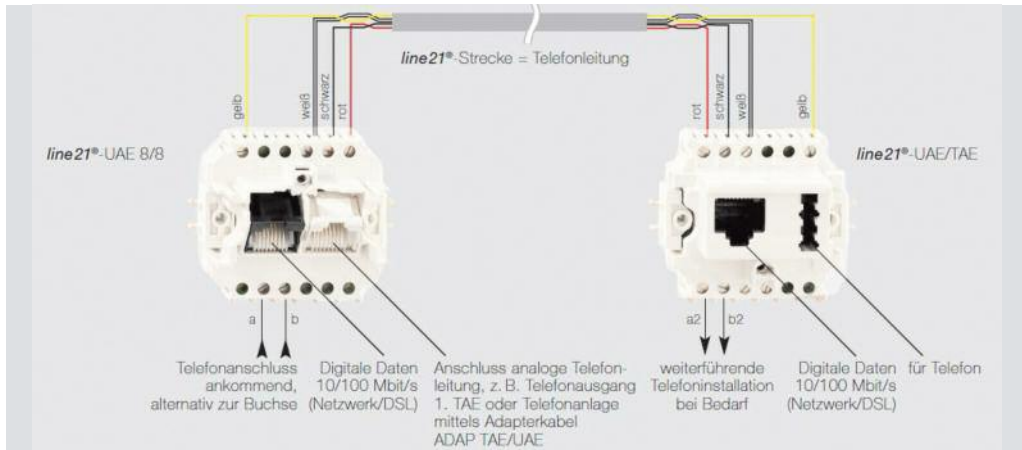 line21®-Strecke = Telefonleitung
gelb
weiß
schwarz
rot
rot
schwarz
weiß
gelb
line21®-UAE 8/8
line21®-UAE/TAE
a
b
a2
b2
Telefonanschluss
ankommend,
alternativ zur Buchse
Digitale Daten
10/100 Mbit/s
(Netzwerk/DSL)
Anschluss analoge Telefon-
leitung, z. B. Telefonausgang
1. TAE oder Telefonanlage
mittels Adapterkabel
ADAP TAE/UAE
weiterführende
Telefoninstallation
bei Bedarf
Digitale Daten
10/100 Mbit/s
(Netzwerk/DSL)
für Telefon